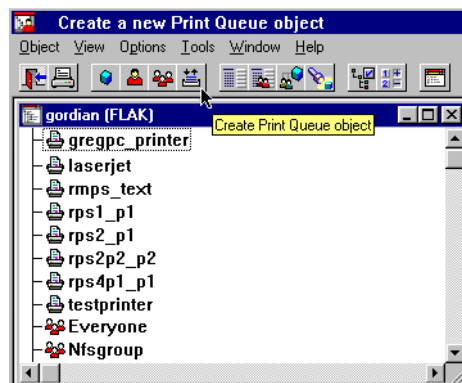 Create a new Print Queue object
Object View Options Tools Window Help
gordian (FLAK)
Create Print Queue object
gregpc_printer
laserjet
rmps_text
rps1_p1
rps2_p1
rps2p2_p2
rps4p1_p1
testprinter
Everyone
Nfsgroup